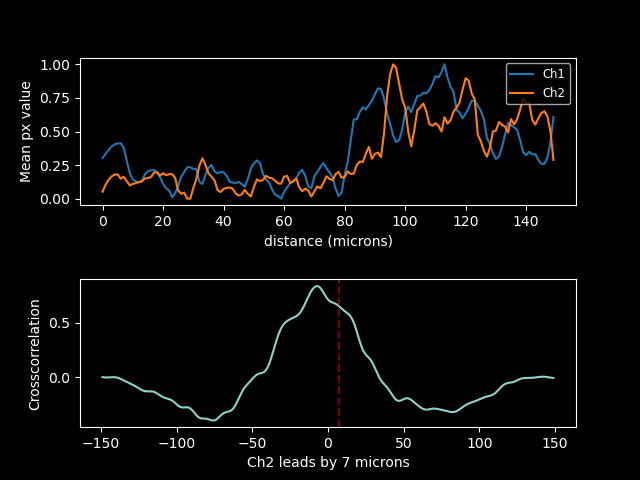 1.00
0.75
0.50
0.25
0.00
Mean px value
Ch1
Ch2
0 20 40 60 80 100 120 140
distance (microns)
0.5
0.0
Crosscorrelation
−150 −100 −50 0 50 100 150
Ch2 leads by 7 microns